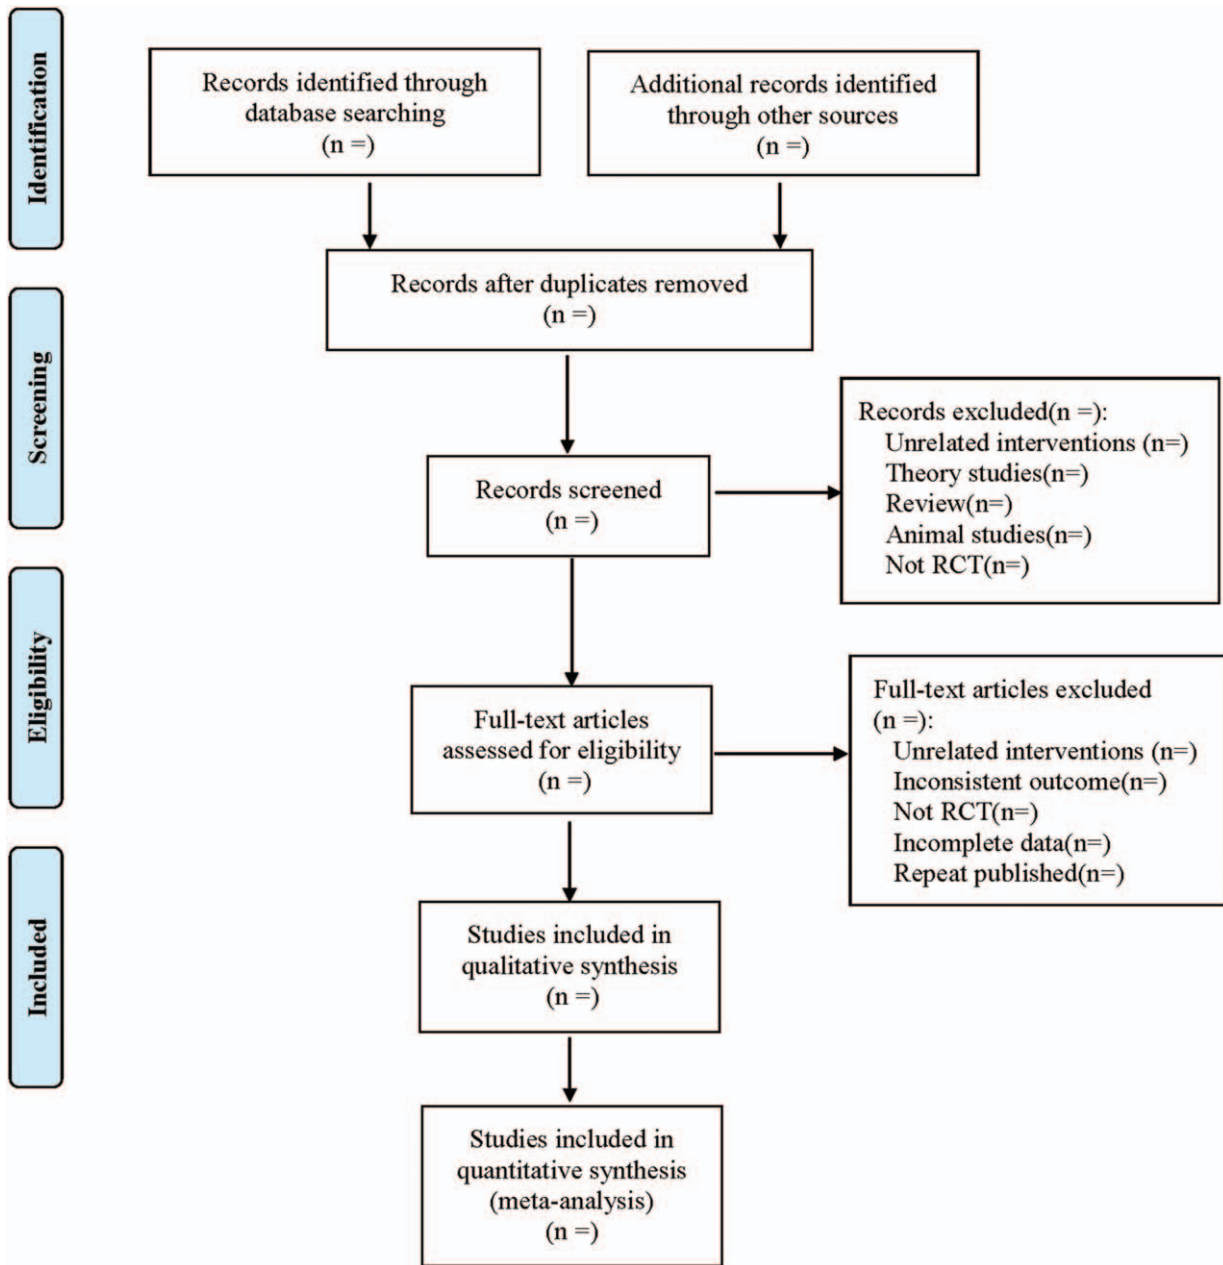 Identification
Records identified through
database searching
(n =)
Additional records identified
through other sources
(n =)
Records after duplicates removed
(n =)
Screening
Records screened
(n =)
Records excluded(n =):
Unrelated interventions (n=)
Theory studies(n=)
Review(n=)
Animal studies(n=)
Not RCT(n=)
Eligibility
Full-text articles
assessed for eligibility
(n =)
Full-text articles excluded
(n =):
Unrelated interventions (n=)
Inconsistent outcome(n=)
Not RCT(n=)
Incomplete data(n=)
Repeat published(n=)
Included
Studies included in
qualitative synthesis
(n =)
Studies included in
quantitative synthesis
(meta-analysis)
(n =)